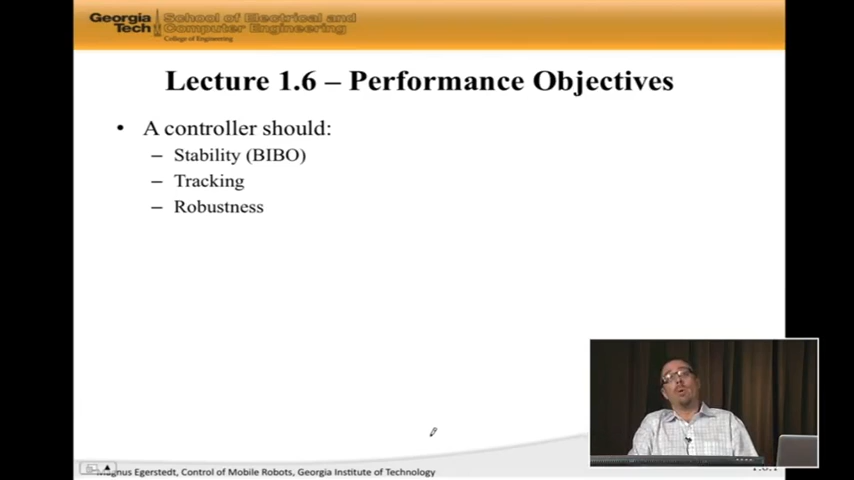 Georgia Tech
School of Electrical and Computer Engineering
College of Engineering
Lecture 1.6 – Performance Objectives
• A controller should:
– Stability (BIBO)
– Tracking
– Robustness
Magnus Egerstedt, Control of Mobile Robots, Georgia Institute of Technology